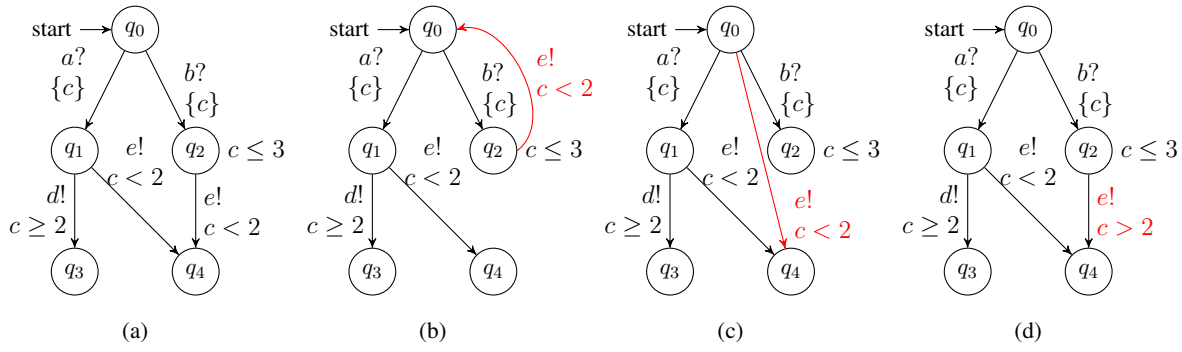 start q0
a?
{c}
b?
{c}
q1
e!
c < 2
q2
c ≤ 3
d!
c ≥ 2
e!
c < 2
q3
q4
(a)
start q0
a?
{c}
b?
{c}
e!
c < 2
q1
e!
c < 2
q2
c ≤ 3
d!
c ≥ 2
q3
q4
(b)
start q0
a?
{c}
b?
{c}
q1
e!
c < 2
q2
c ≤ 3
d!
c ≥ 2
e!
c < 2
q3
q4
(c)
start q0
a?
{c}
b?
{c}
q1
e!
c < 2
q2
c ≤ 3
d!
c ≥ 2
e!
c > 2
q3
q4
(d)